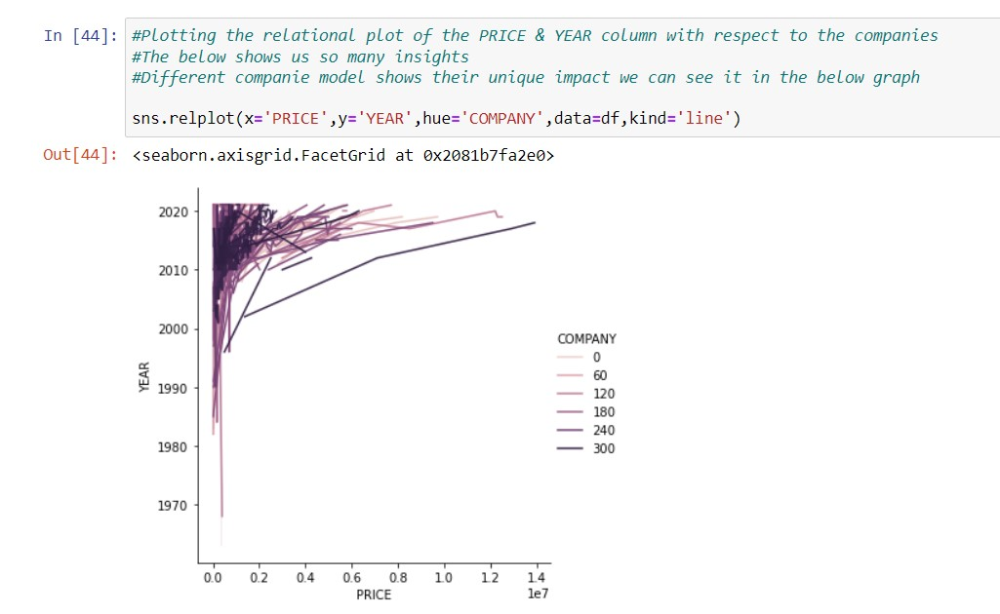 In [44]: #Plotting the relational plot of the PRICE & YEAR column with respect to the companies
#The below shows us so many insights
#Different companie model shows their unique impact we can see it in the below graph
sns.relplot(x='PRICE',y='YEAR',hue='COMPANY',data=df,kind='line')
Out[44]: <seaborn.axisgrid.FacetGrid at 0x2081b7fa2e0>
2020
2010
2000
1990
1980
1970
YEAR
COMPANY
0
60
120
180
240
300
0.0 0.2 0.4 0.6 0.8 1.0 1.2 1.4
1e7
PRICE